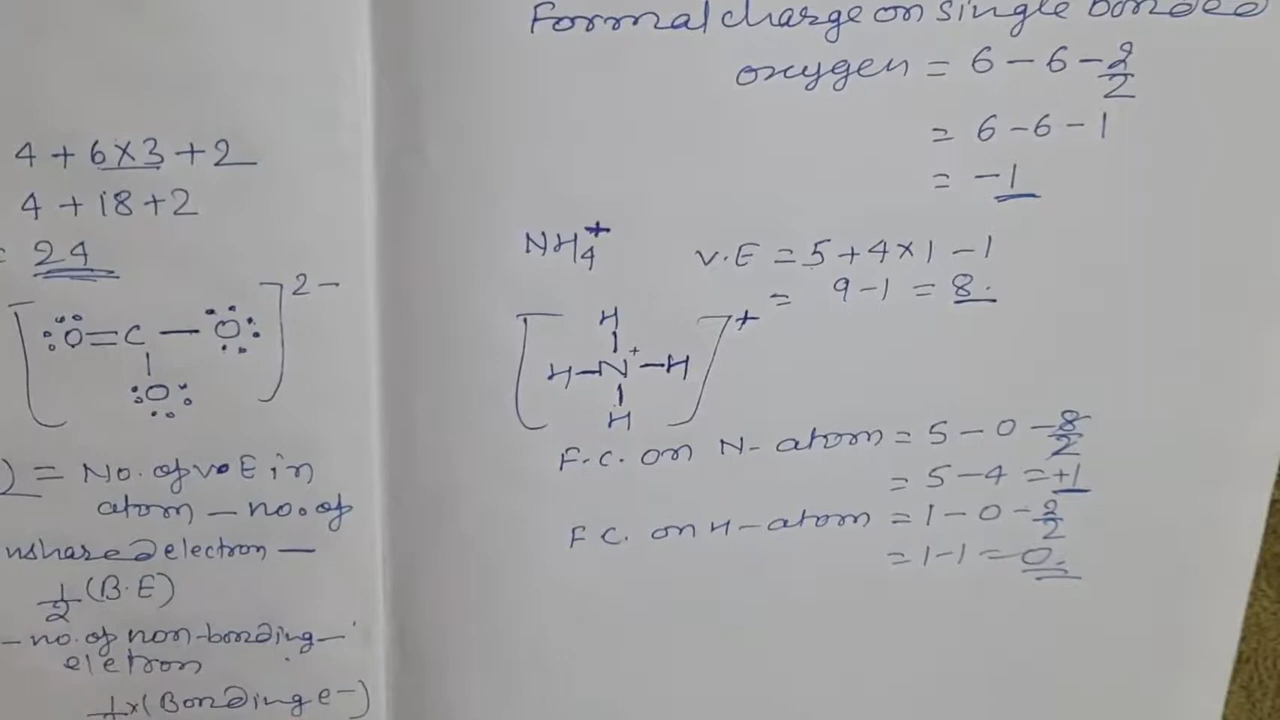 4 + 6×3 + 2
4 + 18 + 2
= 24
[:O=C—O:]2-
|
:O:
) = No. of v.E in
atom — no. of
nshared electron —
1/2 (B.E)
— no. of non-bonding —
eletron
1/ ×(Bonding e-)
Formal charge on single bonded
oxygen = 6 - 6 - 2/2
= 6 - 6 - 1
= -1
NH4+ V.E = 5 + 4×1 - 1
= 9 - 1 = 8.
[ H ]+
H-N+-H
H
F.C. on N-atom = 5 - 0 - 8/2
= 5 - 4 = +1
F C. on H-atom = 1 - 0 - 2/2
= 1 - 1 = 0.